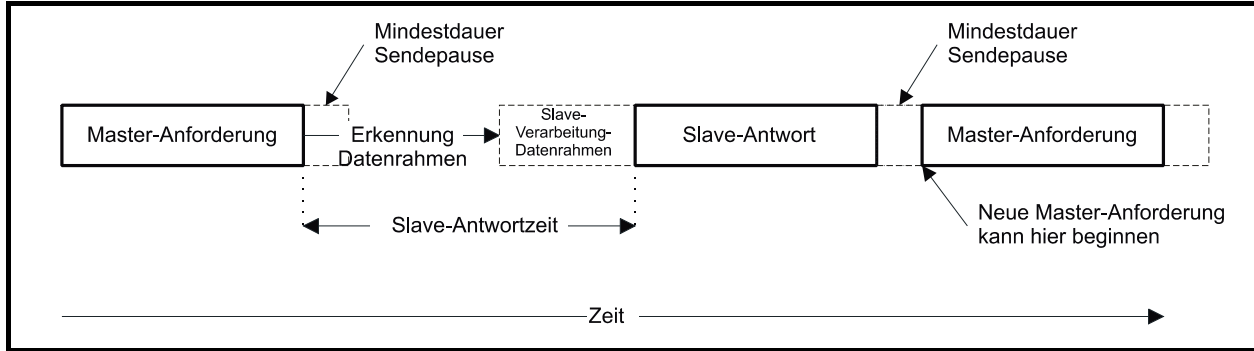 Mindestdauer
Sendepause
Mindestdauer
Sendepause
Master-Anforderung
Erkennung
Datenrahmen
Slave-
Verarbeitung-
Datenrahmen
Slave-Antwort
Master-Anforderung
Slave-Antwortzeit
Neue Master-Anforderung
kann hier beginnen
Zeit